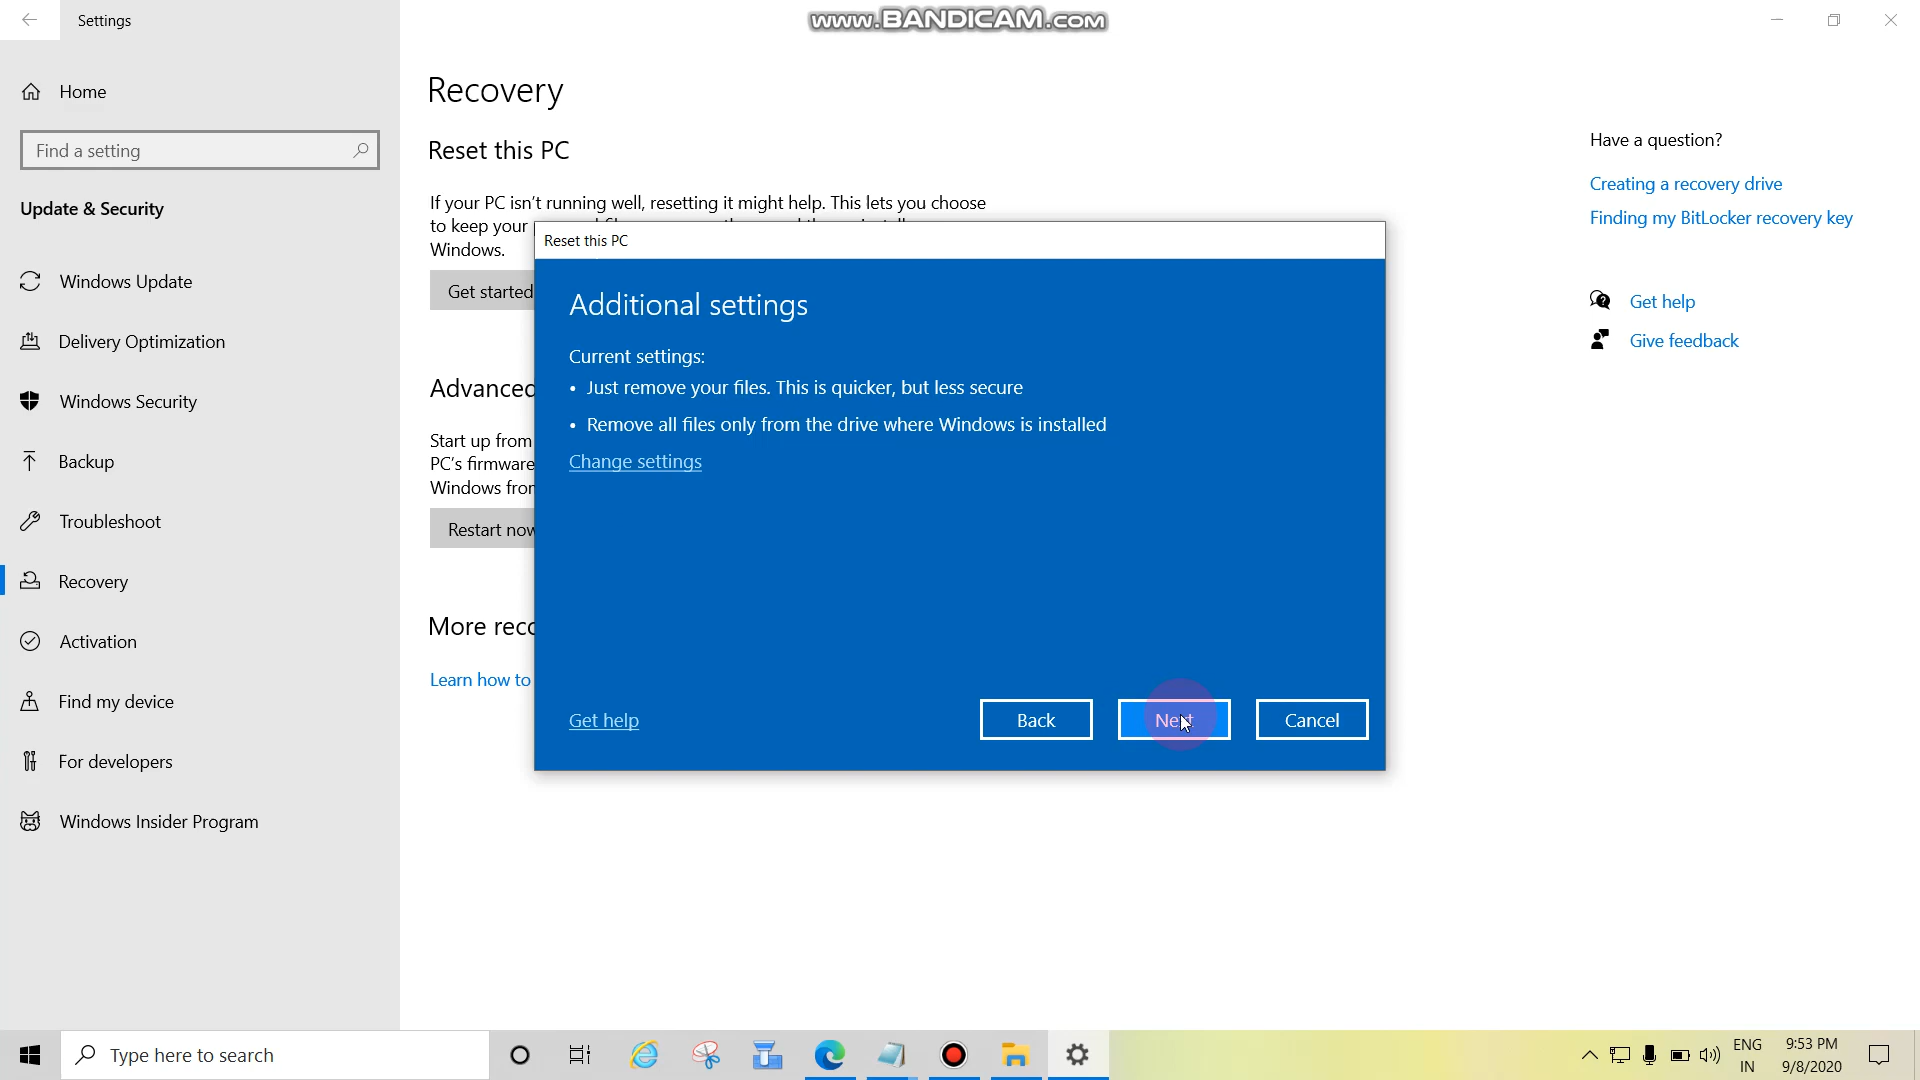 Settings
www.BANDICAM.com
Home
Find a setting
Update & Security
Windows Update
Delivery Optimization
Windows Security
Backup
Troubleshoot
Recovery
Activation
Find my device
For developers
Windows Insider Program
Recovery
Reset this PC
If your PC isn't running well, resetting it might help. This lets you choose
to keep your
Windows.
Get started
Advanced
Start up from
PC's firmware
Windows from
Restart now
More reco
Learn how to
Reset this PC
Additional settings
Current settings:
• Just remove your files. This is quicker, but less secure
• Remove all files only from the drive where Windows is installed
Change settings
Get help
Back
Next
Cancel
Have a question?
Creating a recovery drive
Finding my BitLocker recovery key
Get help
Give feedback
Type here to search
ENG
IN
9:53 PM
9/8/2020